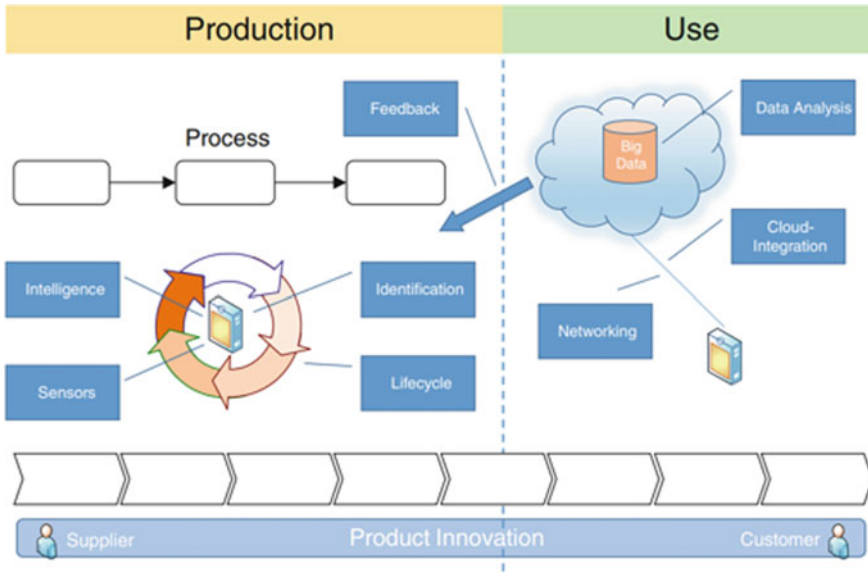 Production
Use
Feedback
Data Analysis
Process
Big
Data
Cloud-
Integration
Intelligence
Identification
Networking
Sensors
Lifecycle
Supplier
Product Innovation
Customer